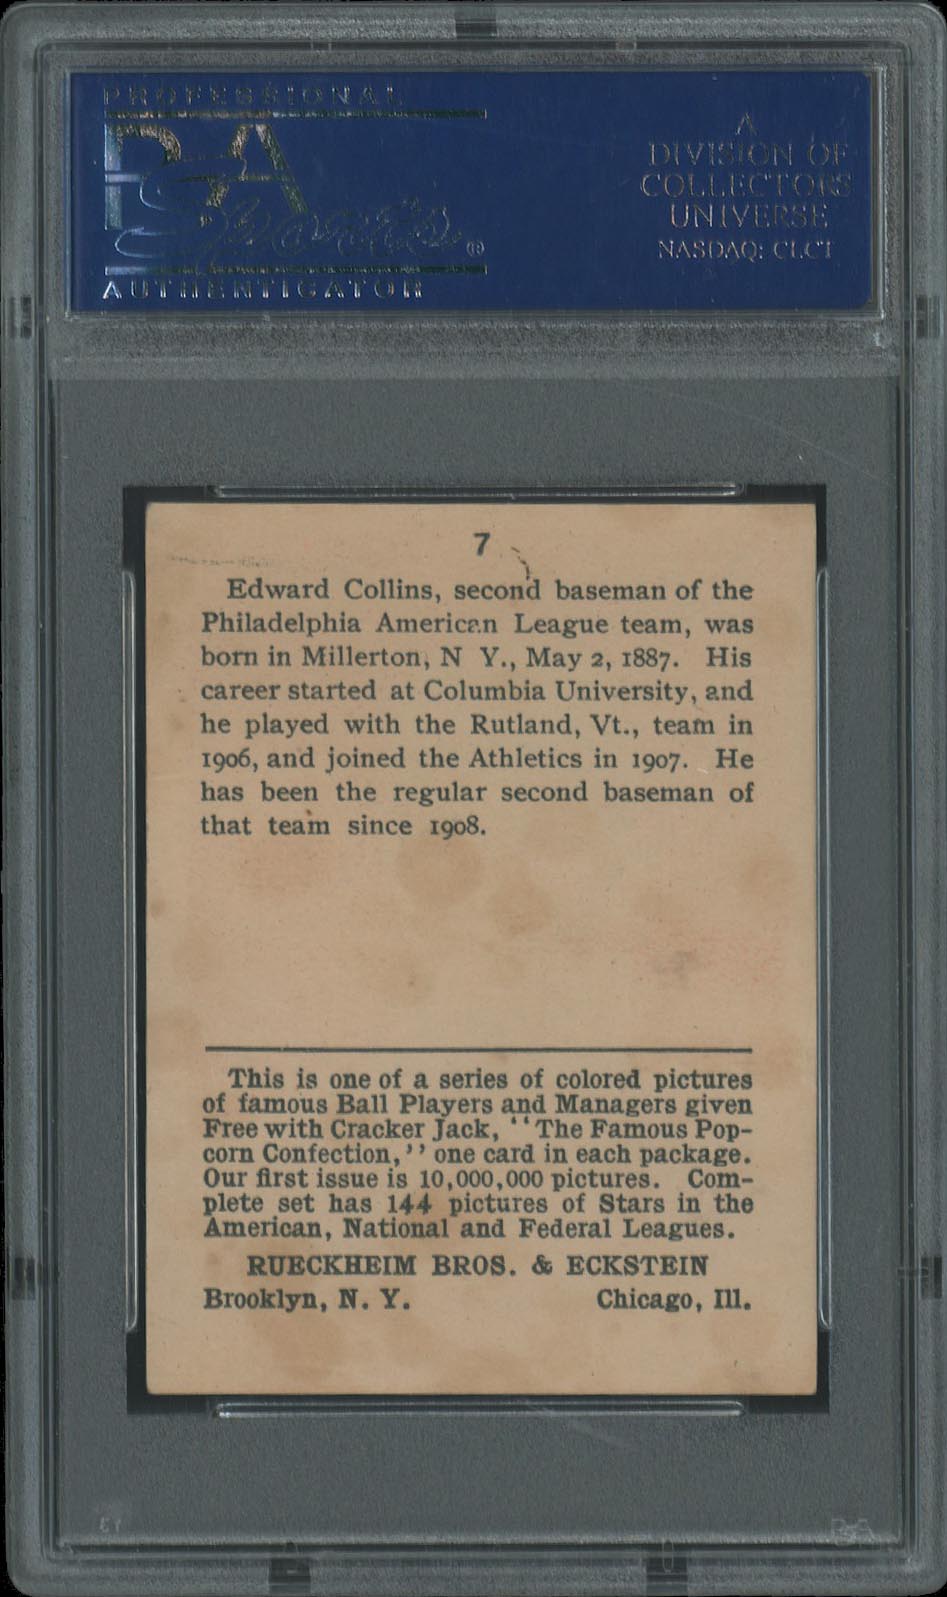 PROFESSIONAL
PSA
Sports
®
AUTHENTICATOR
A
DIVISION OF
COLLECTORS
UNIVERSE
NASDAQ: CLCT
7
Edward Collins, second baseman of the
Philadelphia American League team, was
born in Millerton, N Y., May 2, 1887. His
career started at Columbia University, and
he played with the Rutland, Vt., team in
1906, and joined the Athletics in 1907. He
has been the regular second baseman of
that team since 1908.
This is one of a series of colored pictures
of famous Ball Players and Managers given
Free with Cracker Jack, "The Famous Pop-
corn Confection," one card in each package.
Our first issue is 10,000,000 pictures. Com-
plete set has 144 pictures of Stars in the
American, National and Federal Leagues.
RUECKHEIM BROS. & ECKSTEIN
Brooklyn, N. Y. Chicago, Ill.
PSA